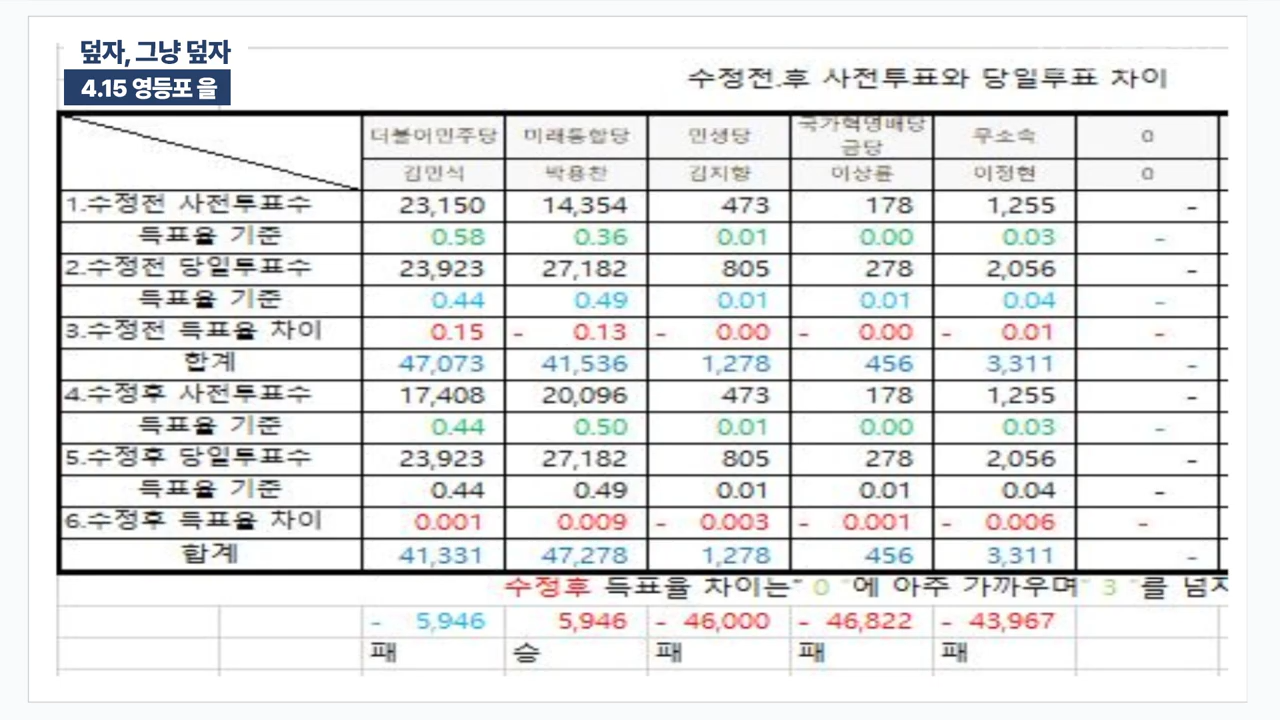 덮자, 그냥 덮자
4.15 영등포 을
수정전.후 사전투표와 당일투표 차이
더불어민주당 미래통합당 민생당 국가혁명배당금당 무소속 0
김민석 박용찬 김지향 이상률 이정현 0
1.수정전 사전투표수 23,150 14,354 473 178 1,255 -
득표율 기준 0.58 0.36 0.01 0.00 0.03 -
2.수정전 당일투표수 23,923 27,182 805 278 2,056 -
득표율 기준 0.44 0.49 0.01 0.01 0.04 -
3.수정전 득표율 차이 0.15 - 0.13 - 0.00 - 0.00 - 0.01 -
합계 47,073 41,536 1,278 456 3,311 -
4.수정후 사전투표수 17,408 20,096 473 178 1,255 -
득표율 기준 0.44 0.50 0.01 0.00 0.03 -
5.수정후 당일투표수 23,923 27,182 805 278 2,056 -
득표율 기준 0.44 0.49 0.01 0.01 0.04 -
6.수정후 득표율 차이 0.001 0.009 - 0.003 - 0.001 - 0.006 -
합계 41,331 47,278 1,278 456 3,311 -
수정후 득표율 차이는" 0 "에 아주 가까우며" 3 "를 넘지
- 5,946 5,946 - 46,000 - 46,822 - 43,967
패 승 패 패 패